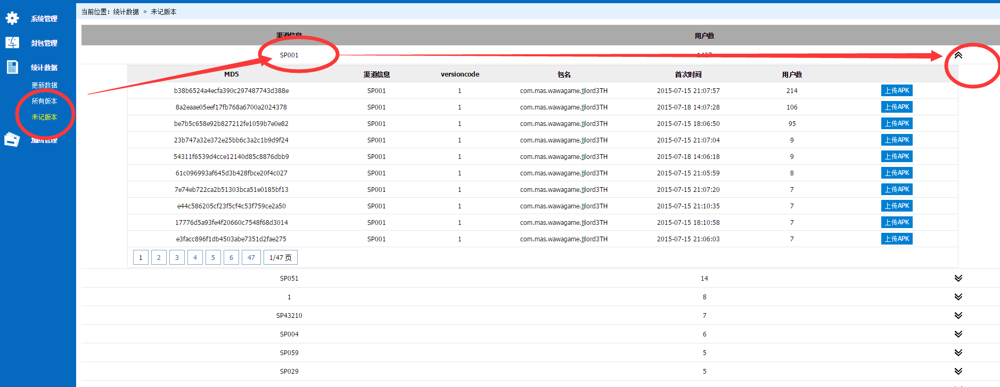 系统管理
封包管理
统计数据
更新数据
所有版本
未记版本
当前位置：统计数据 » 未记版本
渠道信息 用户数
SP001 1437
MD5 渠道信息 versioncode 包名 首次时间 用户数
b38b6524a4ecfa390c297487743d388e SP001 1 com.mas.wawagame.jjlord3TH 2015-07-15 21:07:57 214 上传APK
8a2eaae05eef17fb768a6700a2024378 SP001 1 com.mas.wawagame.jjlord3TH 2015-07-18 14:07:28 106 上传APK
be7b5c658e92b827212fe1059b7e0e82 SP001 1 com.mas.wawagame.jjlord3TH 2015-07-15 18:06:50 95 上传APK
23b747a32e372e25bb6c3a2c1b9d9f24 SP001 1 com.mas.wawagame.jjlord3TH 2015-07-15 21:07:04 9 上传APK
54311f6539d4cce12140d85c8876dbb9 SP001 1 com.mas.wawagame.jjlord3TH 2015-07-18 14:06:18 9 上传APK
61c096993af645d3b428fbce20f4c027 SP001 1 com.mas.wawagame.jjlord3TH 2015-07-15 21:05:59 8 上传APK
7e74eb722ca2b51303bca51e0185bf13 SP001 1 com.mas.wawagame.jjlord3TH 2015-07-15 21:07:20 7 上传APK
e44c586205cf23f5cf4c53f759ce2a50 SP001 1 com.mas.wawagame.jjlord3TH 2015-07-15 21:10:35 7 上传APK
17776d5a93fe4f20660c7548f68d3014 SP001 1 com.mas.wawagame.jjlord3TH 2015-07-15 18:10:58 7 上传APK
e3facc896f1db4503abe7351d2fae275 SP001 1 com.mas.wawagame.jjlord3TH 2015-07-15 21:06:03 7 上传APK
1 2 3 4 5 6 47 1/47 页
SP051 14
1 8
SP43210 7
SP004 6
SP059 5
SP029 5